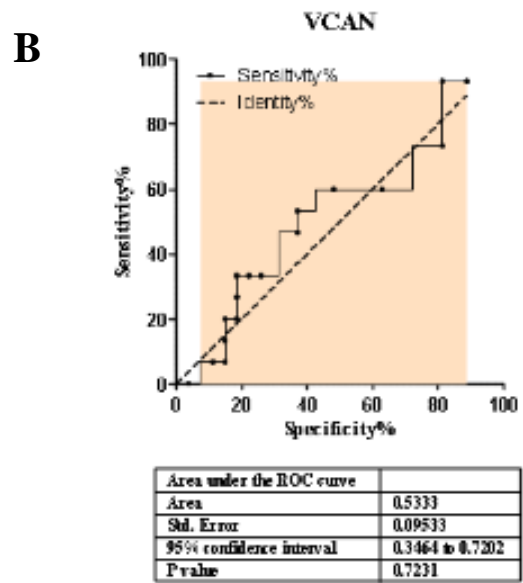 B
VCAN
Sensitivity%
Identity%
Sensitivity%
100
80
60
40
20
0
0 20 40 60 80 100
Specificity%
Area under the ROC curve
Area 0.5333
Std. Error 0.09533
95% confidence interval 0.3464 to 0.7202
P value 0.7231